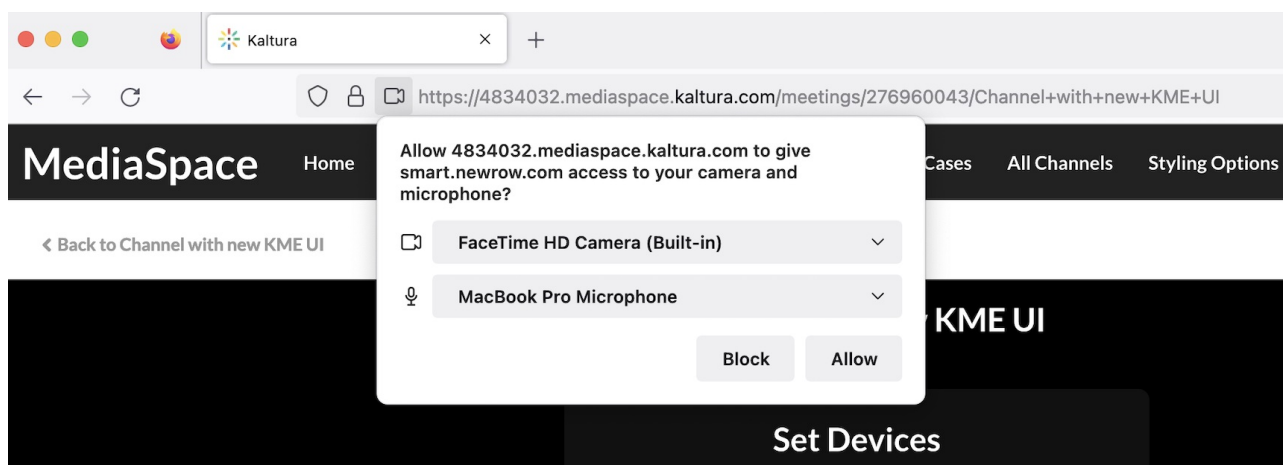 Kaltura
https://4834032.mediaspace.kaltura.com/meetings/276960043/Channel+with+new+KME+UI
MediaSpace Home Cases All Channels Styling Options
Allow 4834032.mediaspace.kaltura.com to give
smart.newrow.com access to your camera and
microphone?
Back to Channel with new KME UI
FaceTime HD Camera (Built-in)
MacBook Pro Microphone
KME UI
Block Allow
Set Devices